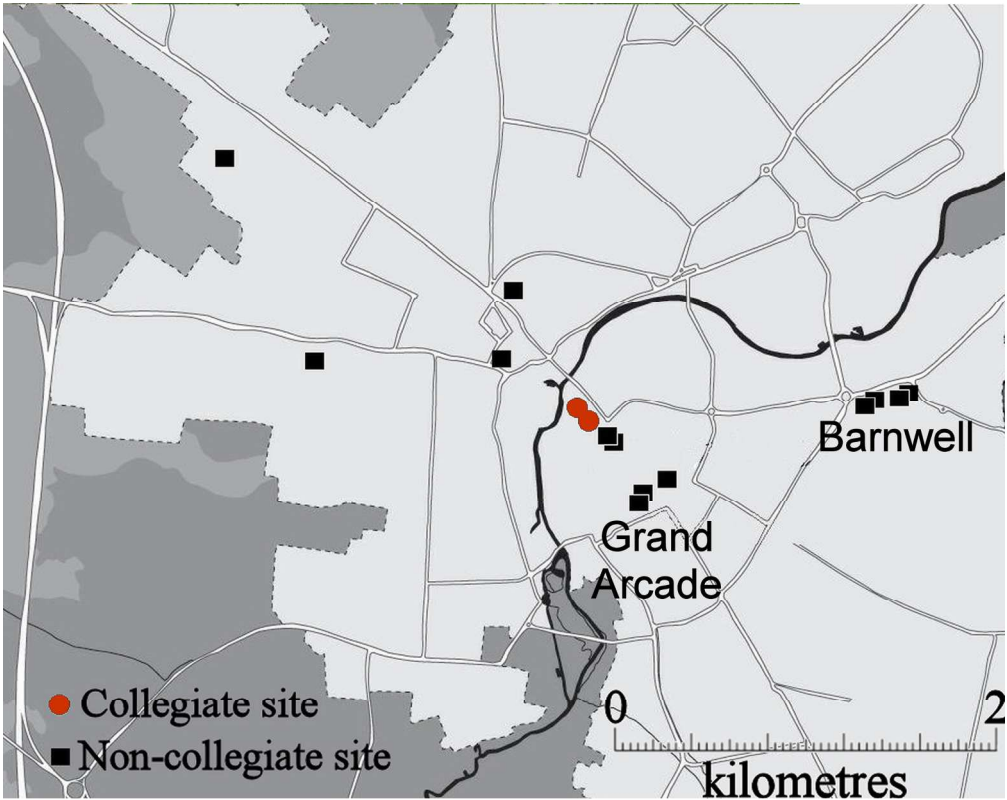 Barnwell
Grand
Arcade
Collegiate site
Non-collegiate site
0 2
kilometres